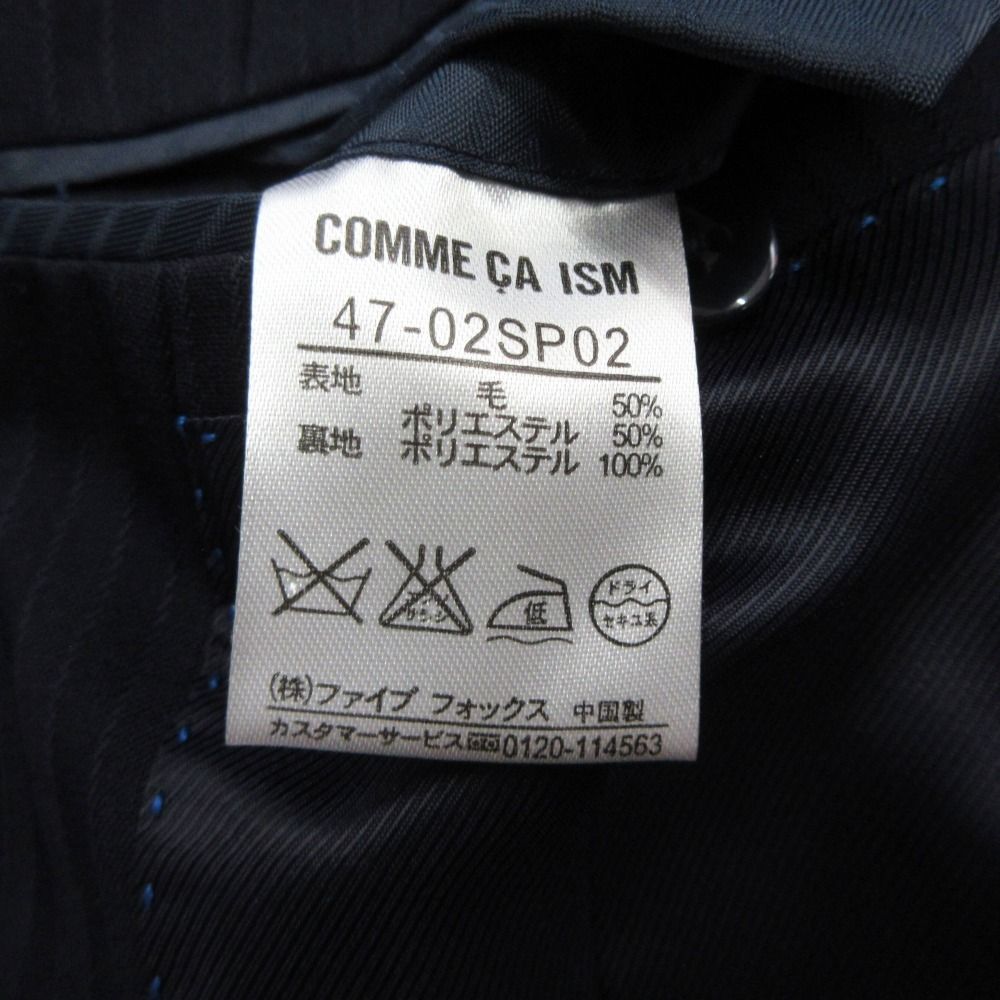 COMME ÇA ISM
47-02SP02
表地 毛 50%
ポリエステル 50%
裏地 ポリエステル 100%
低 ドライ
セキユ系
(株)ファイブ フォックス 中国製
カスタマーサービス 0120-114563